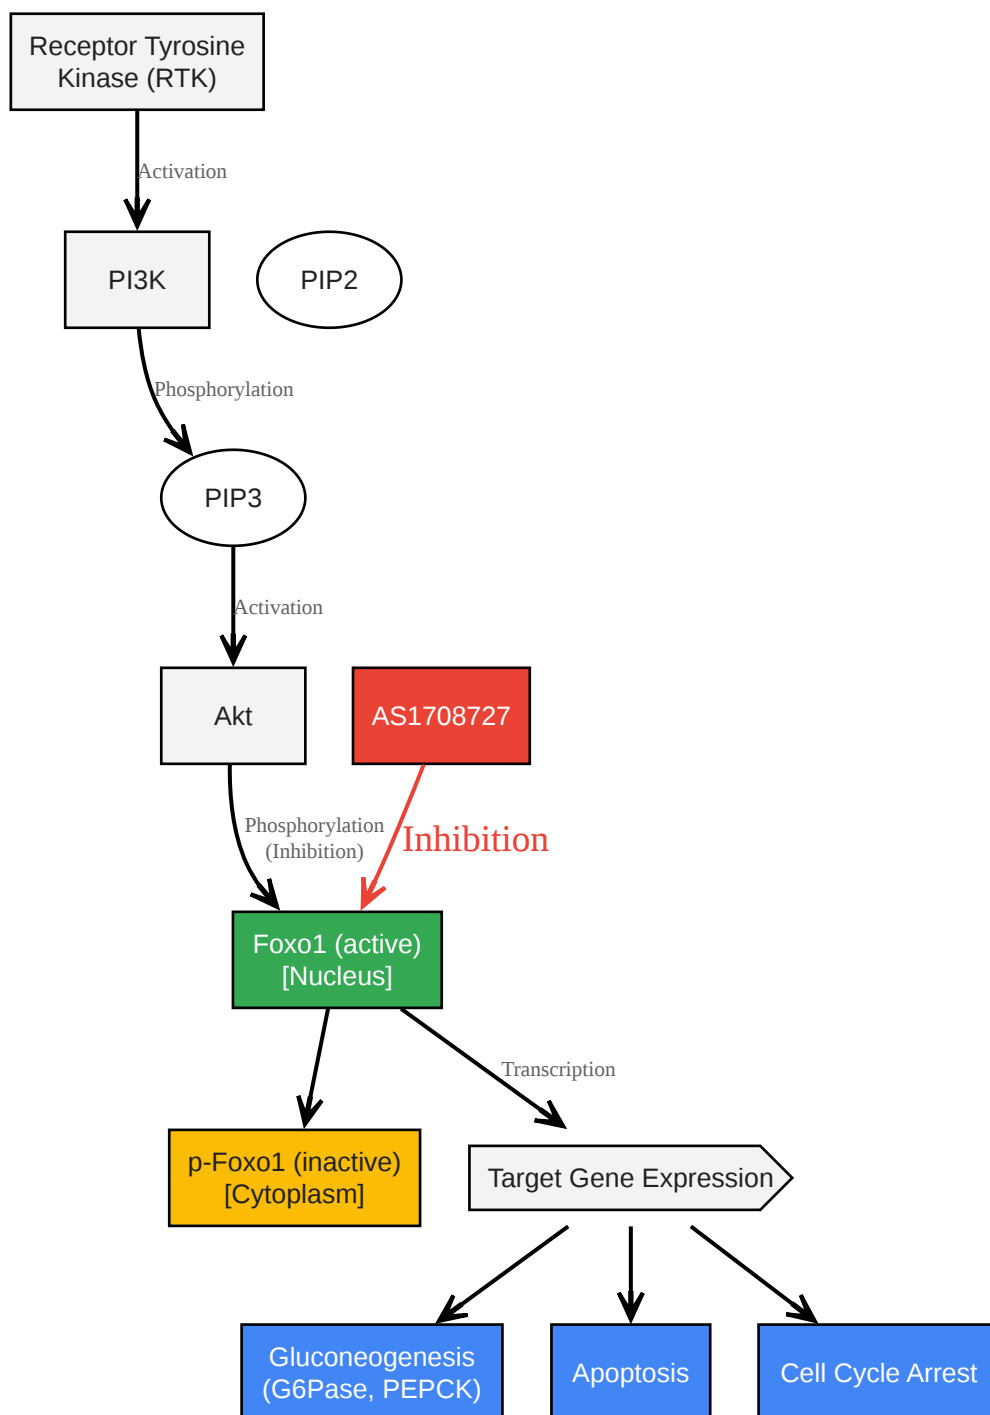 Receptor Tyrosine
Kinase (RTK)
Activation
PI3K
PIP2
Phosphorylation
PIP3
Activation
Akt
AS1708727
Phosphorylation
(Inhibition)
Inhibition
Foxo1 (active)
[Nucleus]
Transcription
p-Foxo1 (inactive)
[Cytoplasm]
Target Gene Expression
Gluconeogenesis
(G6Pase, PEPCK)
Apoptosis
Cell Cycle Arrest